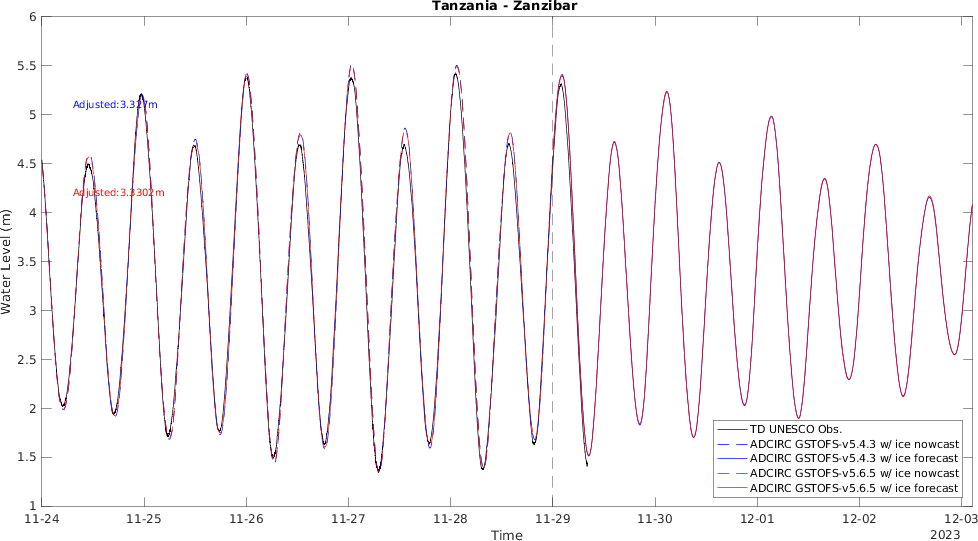 Tanzania - Zanzibar
6
5.5
5
4.5
4
3.5
3
2.5
2
1.5
1
Water Level (m)
Adjusted:3.327m
Adjusted:3.3302m
TD UNESCO Obs.
ADCIRC GSTOFS-v5.4.3 w/ ice nowcast
ADCIRC GSTOFS-v5.4.3 w/ ice forecast
ADCIRC GSTOFS-v5.6.5 w/ ice nowcast
ADCIRC GSTOFS-v5.6.5 w/ ice forecast
11-24 11-25 11-26 11-27 11-28 11-29 11-30 12-01 12-02 12-03
Time
2023